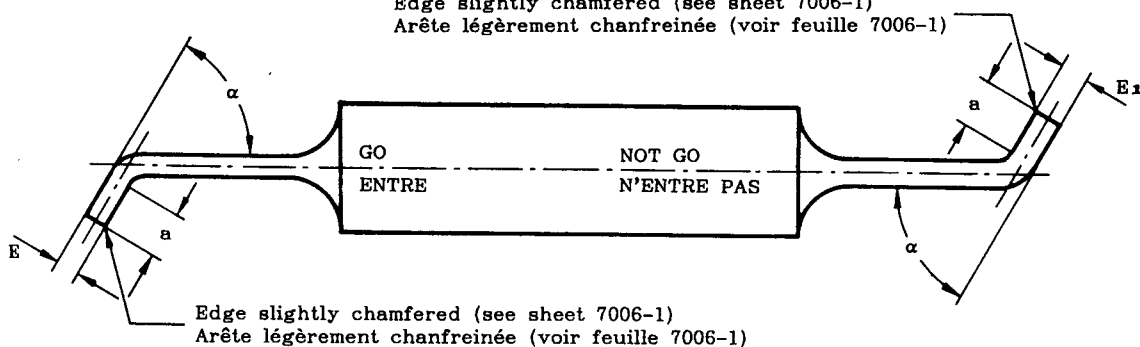 Edge slightly chamfered (see sheet 7006-1)
Arête légèrement chanfreinée (voir feuille 7006-1)
α
a
E1
GO
ENTRE
NOT GO
N'ENTRE PAS
a
α
E
Edge slightly chamfered (see sheet 7006-1)
Arête légèrement chanfreinée (voir feuille 7006-1)